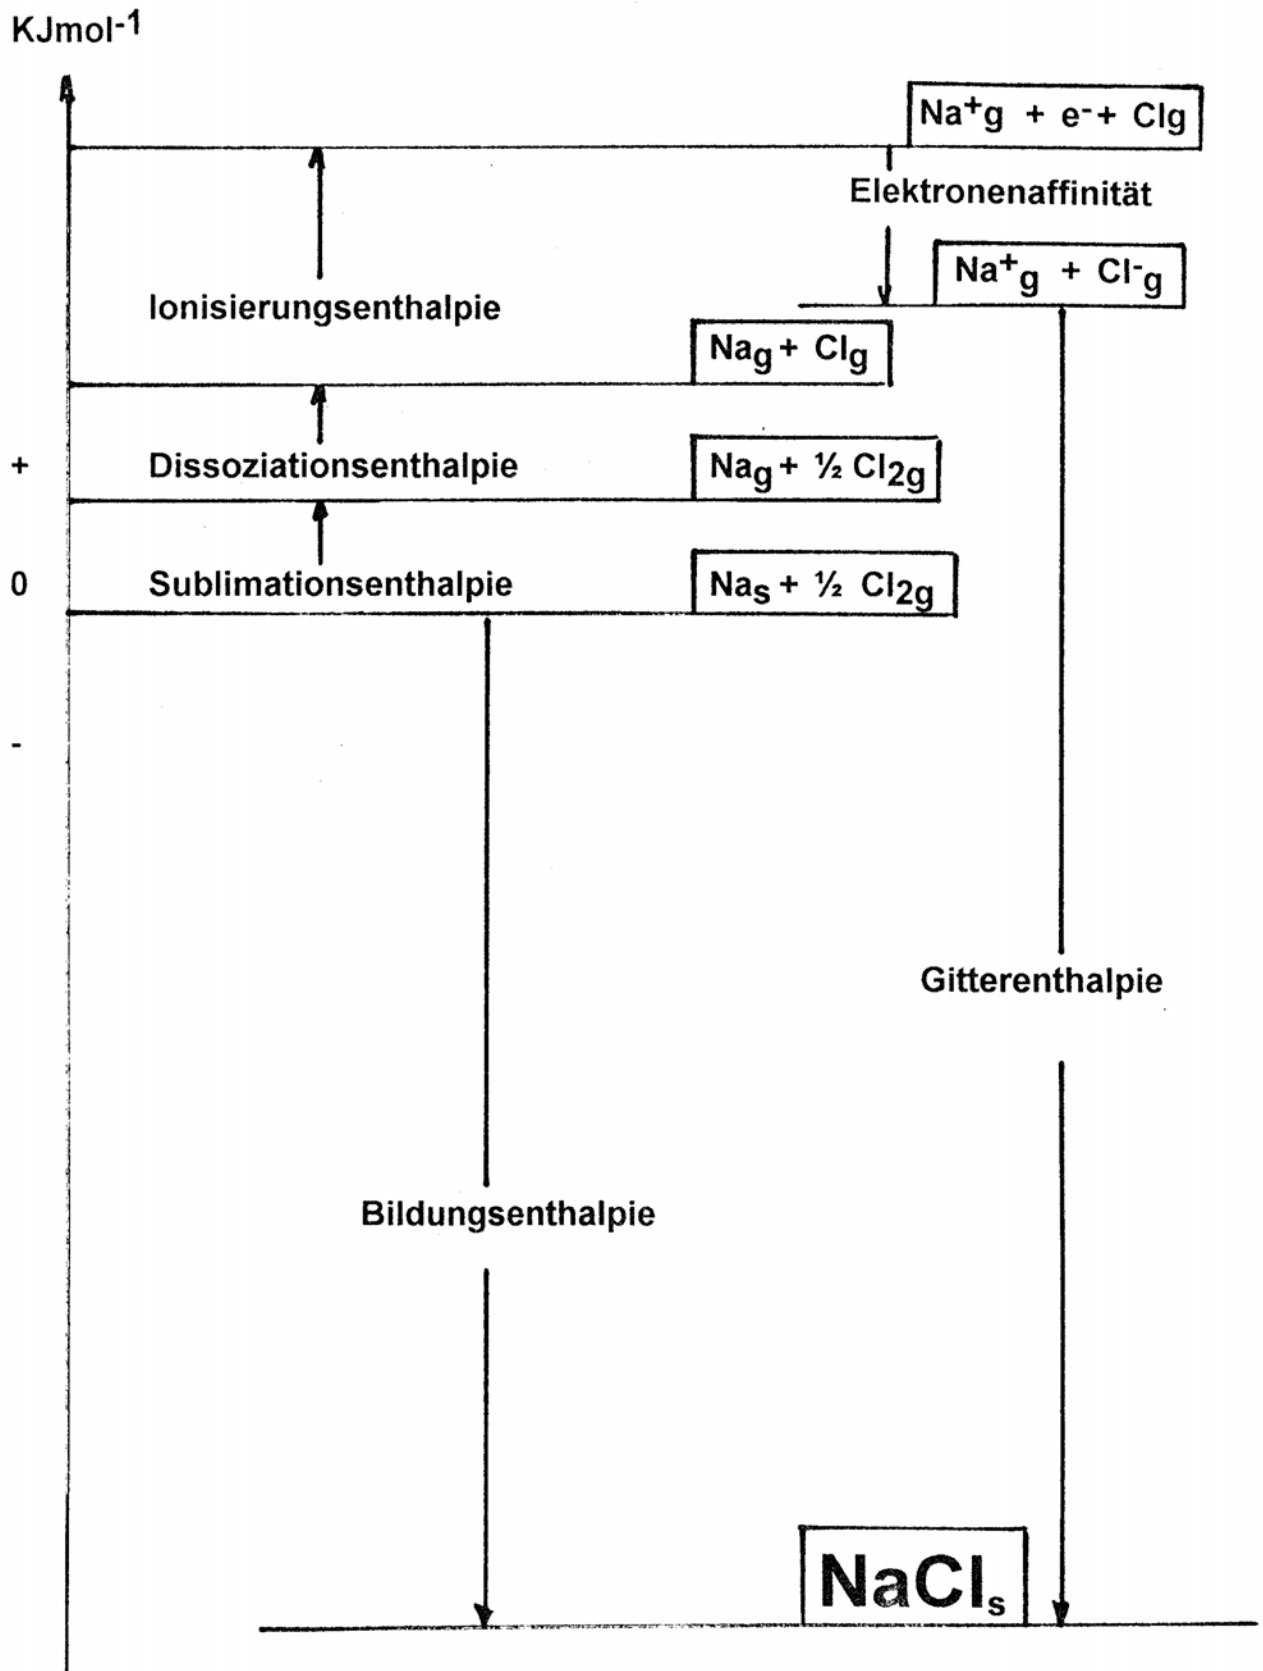 KJmol-1
Na+g + e-+ Clg
Elektronenaffinität
Na+g + Cl-g
Ionisierungsenthalpie
Nag + Clg
+
Dissoziationsenthalpie
Nag + ½ Cl2g
0
Sublimationsenthalpie
Nas + ½ Cl2g
-
Gitterenthalpie
Bildungsenthalpie
NaCls